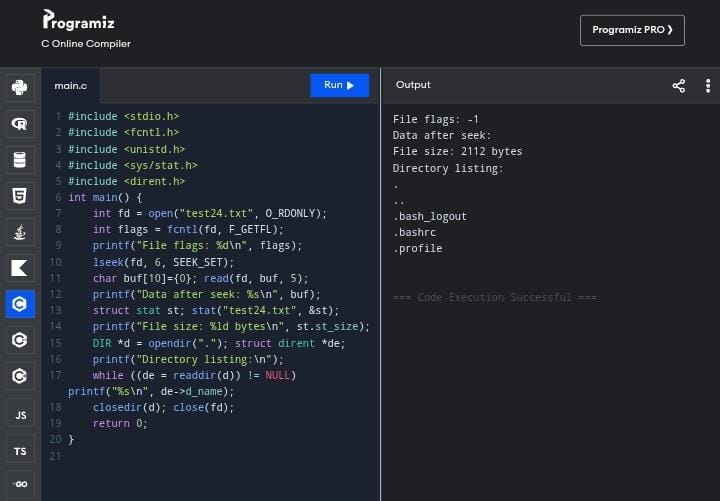 Programiz
C Online Compiler
Programiz PRO ❯
main.c
Run ▶
Output
1 #include <stdio.h>
2 #include <fcntl.h>
3 #include <unistd.h>
4 #include <sys/stat.h>
5 #include <dirent.h>
6 int main() {
7     int fd = open("test24.txt", O_RDONLY);
8     int flags = fcntl(fd, F_GETFL);
9     printf("File flags: %d\n", flags);
10     lseek(fd, 6, SEEK_SET);
11     char buf[10]={0}; read(fd, buf, 5);
12     printf("Data after seek: %s\n", buf);
13     struct stat st; stat("test24.txt", &st);
14     printf("File size: %ld bytes\n", st.st_size);
15     DIR *d = opendir("."); struct dirent *de;
16     printf("Directory listing:\n");
17     while ((de = readdir(d)) != NULL)
printf("%s\n", de->d_name);
18     closedir(d); close(fd);
19     return 0;
20 }
21
File flags: -1
Data after seek:
File size: 2112 bytes
Directory listing:
.
..
.bash_logout
.bashrc
.profile
=== Code Execution Successful ===
R
5
C
C
C
JS
TS
GO